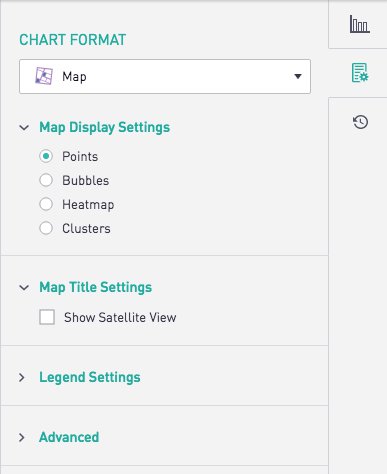 CHART FORMAT
Map
Map Display Settings
Points
Bubbles
Heatmap
Clusters
Map Title Settings
Show Satellite View
Legend Settings
Advanced